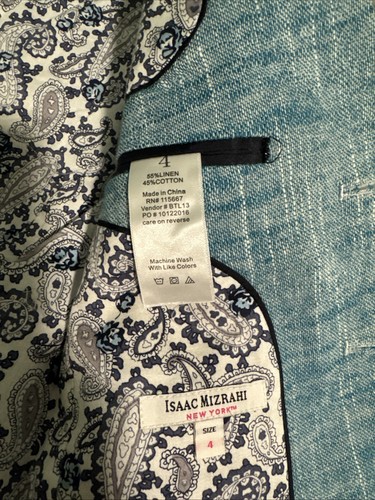 4
55%LINEN
45%COTTON
Made in China
RN# 115667
Vendor # BTL13
PO # 10122016
care on reverse
Machine Wash
With Like Colors
ISAAC MIZRAHI
NEW YORK™
SIZE
4